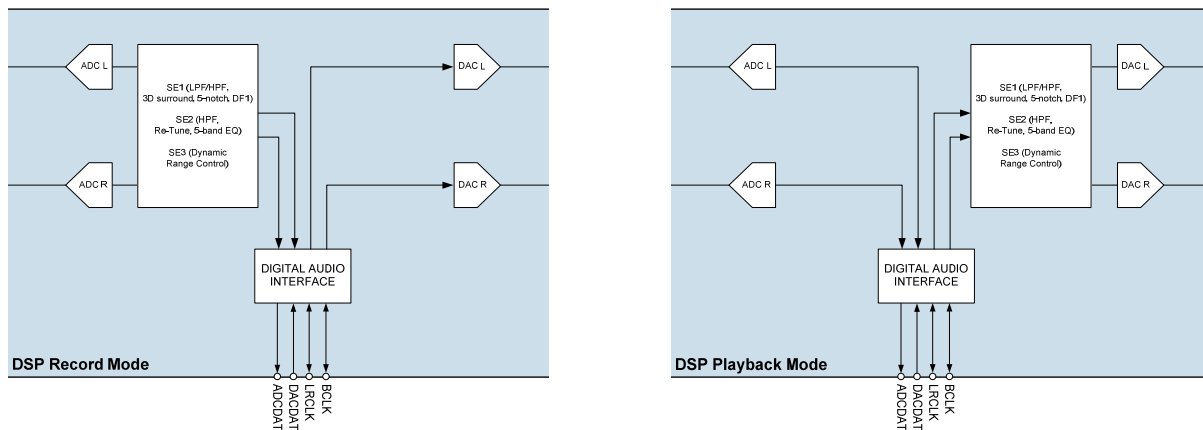 ADC L
SE1 (LPF/HPF,
3D surround, 5-notch, DF1)
SE2 (HPF,
Re-Tune, 5-band EQ)
SE3 (Dynamic
Range Control)
DAC L
ADC R
DAC R
DIGITAL AUDIO
INTERFACE
DSP Record Mode
ADCDAT
DACDAT
LRCLK
BCLK
ADC L
SE1 (LPF/HPF,
3D surround, 5-notch, DF1)
SE2 (HPF,
Re-Tune, 5-band EQ)
SE3 (Dynamic
Range Control)
DAC L
ADC R
DAC R
DIGITAL AUDIO
INTERFACE
DSP Playback Mode
ADCDAT
DACDAT
LRCLK
BCLK